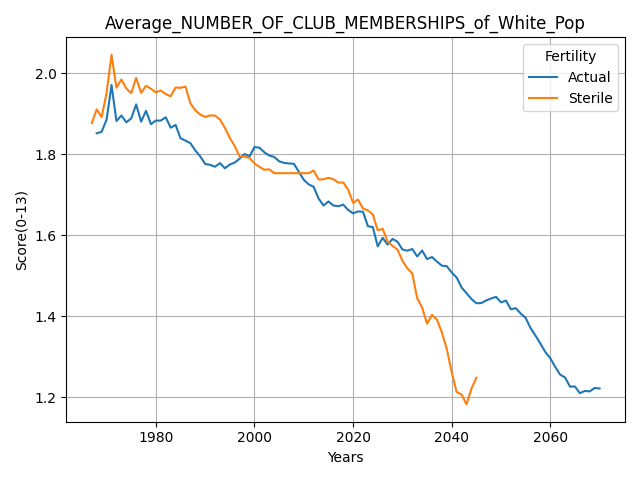 Average_NUMBER_OF_CLUB_MEMBERSHIPS_of_White_Pop
Fertility
Actual
Sterile
Score(0-13)
2.0
1.8
1.6
1.4
1.2
1980
2000
2020
2040
2060
Years